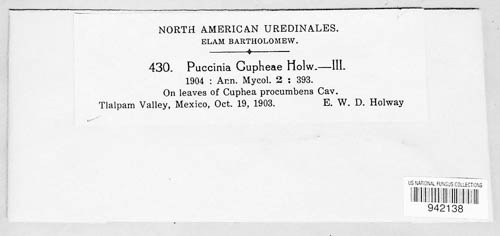 NORTH AMERICAN UREDINALES.
ELAM BARTHOLOMEW.
430. Puccinia Cupheae Holw.—III.
1904 : Ann. Mycol. 2 : 393.
On leaves of Cuphea procumbens Cav.
Tlalpam Valley, Mexico, Oct. 19, 1903. E. W. D. Holway
US NATIONAL FUNGUS COLLECTIONS
942138